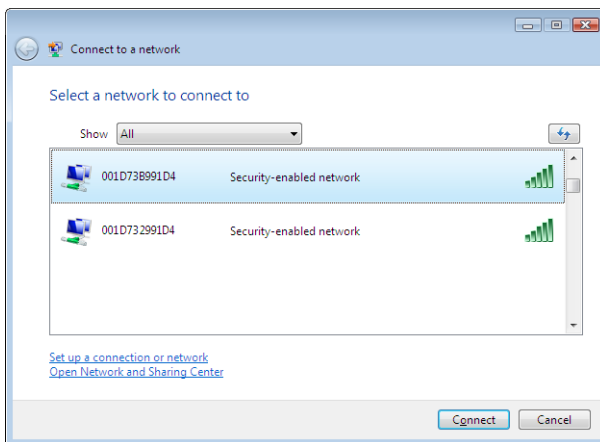 Connect to a network
Select a network to connect to
Show All
001D73B991D4 Security-enabled network
001D732991D4 Security-enabled network
Set up a connection or network
Open Network and Sharing Center
Connect Cancel